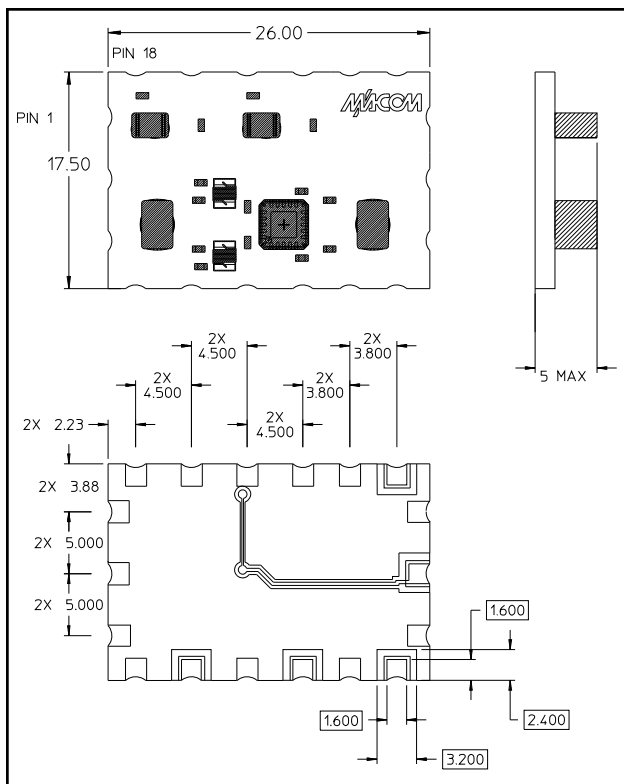 26.00
PIN 18
M/A-COM
PIN 1
17.50
5 MAX
2X
4.500
2X
3.800
2X
4.500
2X
3.800
2X 2.23
2X
4.500
2X 3.88
2X 5.000
2X 5.000
1.600
1.600
2.400
3.200